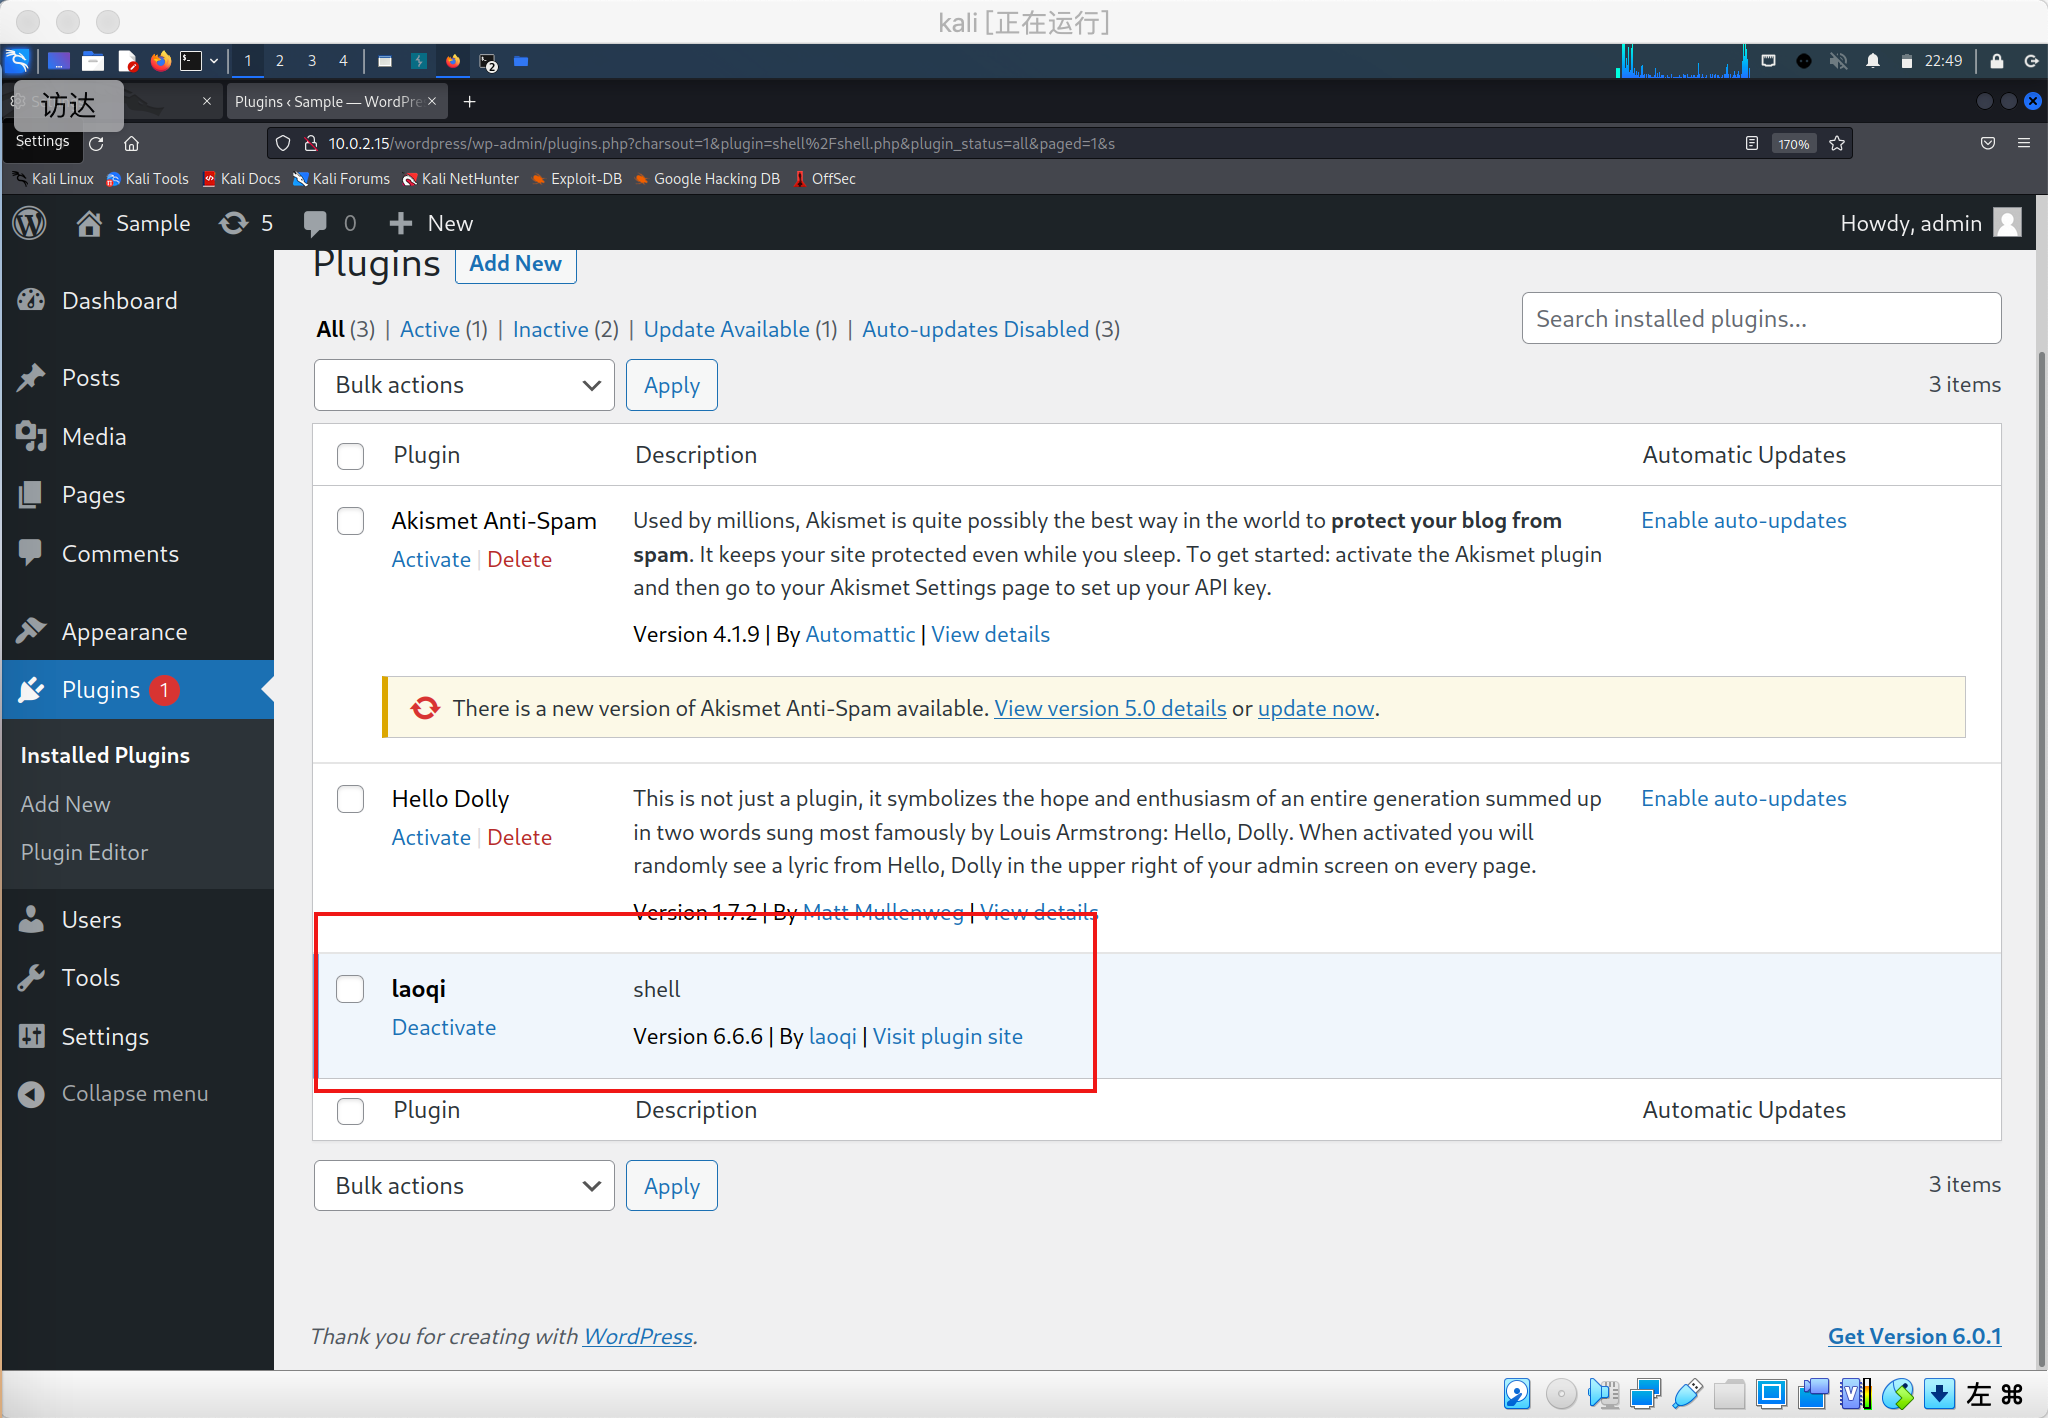 kali [正在运行]
1 2 3 4
2
22:49
访达
Plugins ‹ Sample — WordPre
Settings
10.0.2.15/wordpress/wp-admin/plugins.php?charsout=1&plugin=shell%2Fshell.php&plugin_status=all&paged=1&s
170%
Kali Linux Kali Tools Kali Docs Kali Forums Kali NetHunter Exploit-DB Google Hacking DB OffSec
Sample 5 0 New
Howdy, admin
Dashboard
Posts
Media
Pages
Comments
Appearance
Plugins 1
Installed Plugins
Add New
Plugin Editor
Users
Tools
Settings
Collapse menu
Plugins Add New
All (3) | Active (1) | Inactive (2) | Update Available (1) | Auto-updates Disabled (3)
Search installed plugins...
Bulk actions Apply
3 items
Plugin Description Automatic Updates
Akismet Anti-Spam
Activate | Delete
Used by millions, Akismet is quite possibly the best way in the world to protect your blog from
spam. It keeps your site protected even while you sleep. To get started: activate the Akismet plugin
and then go to your Akismet Settings page to set up your API key.
Version 4.1.9 | By Automattic | View details
Enable auto-updates
There is a new version of Akismet Anti-Spam available. View version 5.0 details or update now.
Hello Dolly
Activate | Delete
This is not just a plugin, it symbolizes the hope and enthusiasm of an entire generation summed up
in two words sung most famously by Louis Armstrong: Hello, Dolly. When activated you will
randomly see a lyric from Hello, Dolly in the upper right of your admin screen on every page.
Version 1.7.2 | By Matt Mullenweg | View details
Enable auto-updates
laoqi
Deactivate
shell
Version 6.6.6 | By laoqi | Visit plugin site
Plugin Description Automatic Updates
Bulk actions Apply
3 items
Thank you for creating with WordPress.
Get Version 6.0.1
左 ⌘